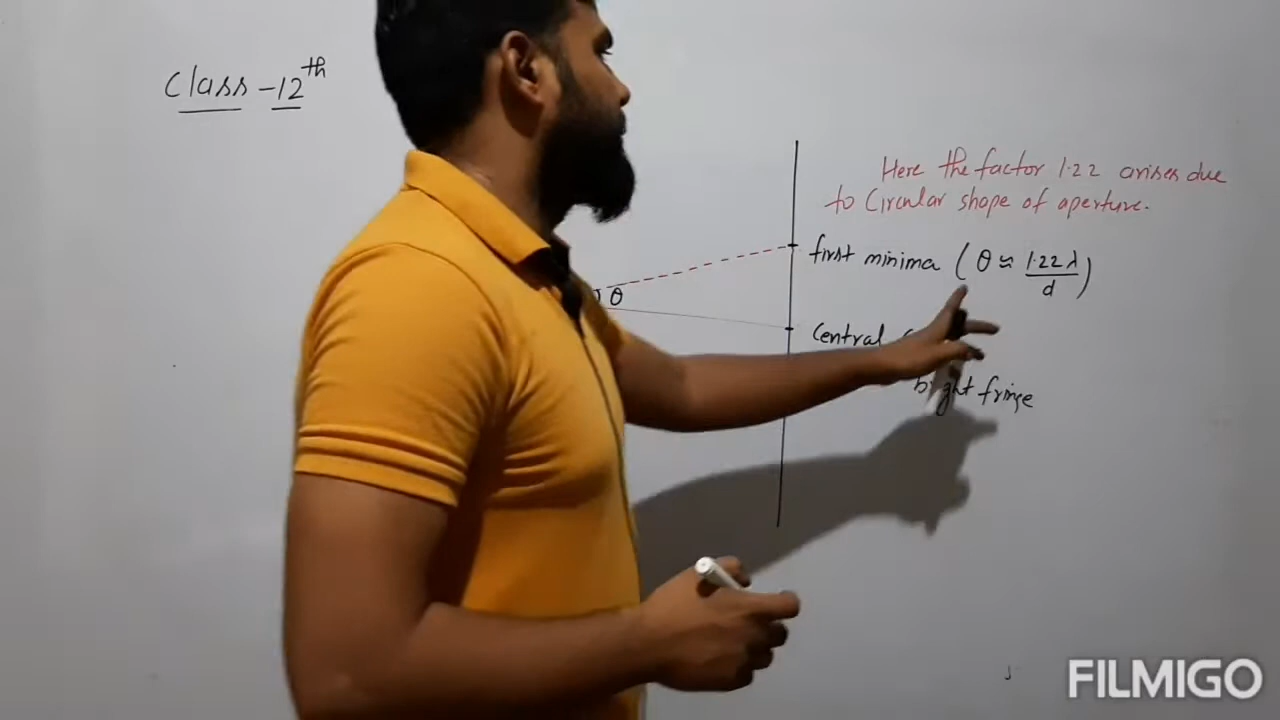 Class - 12th
Here the factor 1.22 arises due
to Circular shape of aperture.
first minima ( θ ≈ 1.22 λ / d )
θ
Central
bright fringe
FILMIGO